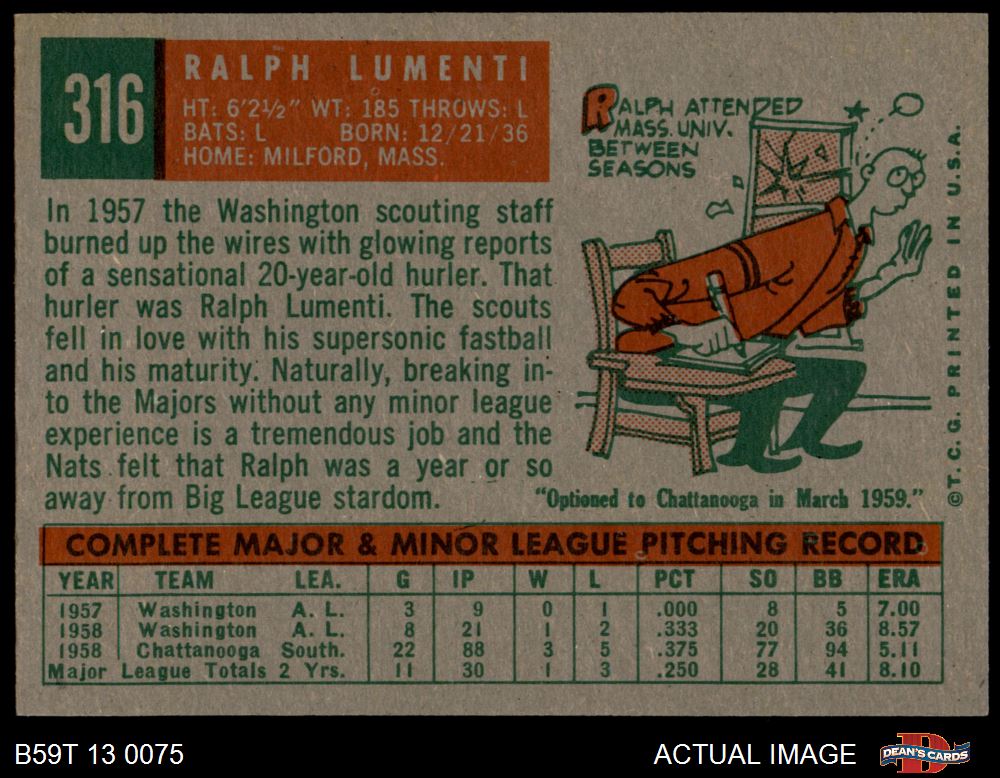 316
RALPH LUMENTI
HT: 6'2½" WT: 185 THROWS: L
BATS: L BORN: 12/21/36
HOME: MILFORD, MASS.
RALPH ATTENDED
MASS. UNIV.
BETWEEN
SEASONS
In 1957 the Washington scouting staff
burned up the wires with glowing reports
of a sensational 20-year-old hurler. That
hurler was Ralph Lumenti. The scouts
fell in love with his supersonic fastball
and his maturity. Naturally, breaking in-
to the Majors without any minor league
experience is a tremendous job and the
Nats felt that Ralph was a year or so
away from Big League stardom.
"Optioned to Chattanooga in March 1959."
©T. C. G. PRINTED IN U.S.A.
COMPLETE MAJOR & MINOR LEAGUE PITCHING RECORD
YEAR TEAM LEA. G IP W L PCT SO BB ERA
1957 Washington A. L. 3 9 0 1 .000 8 5 7.00
1958 Washington A. L. 8 21 1 2 .333 20 36 8.57
1958 Chattanooga South. 22 88 3 5 .375 77 94 5.11
Major League Totals 2 Yrs. 11 30 1 3 .250 28 41 8.10
B59T 13 0075
ACTUAL IMAGE
DEAN'S CARDS